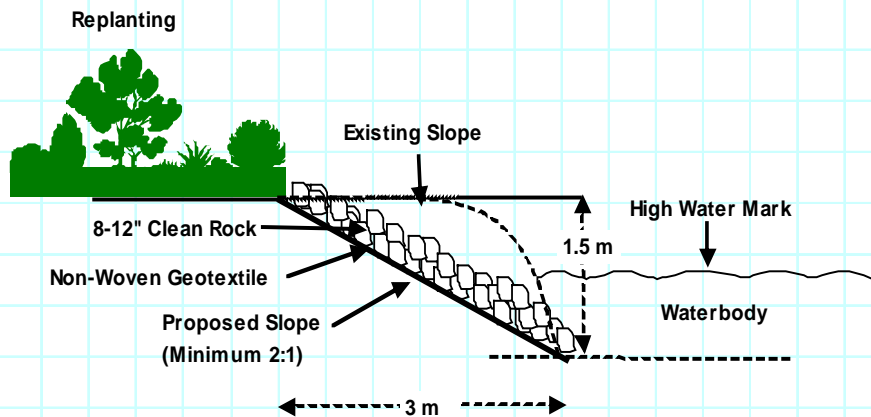 Replanting
Existing Slope
High Water Mark
8-12" Clean Rock
1.5 m
Non-Woven Geotextile
Waterbody
Proposed Slope
(Minimum 2:1)
3 m